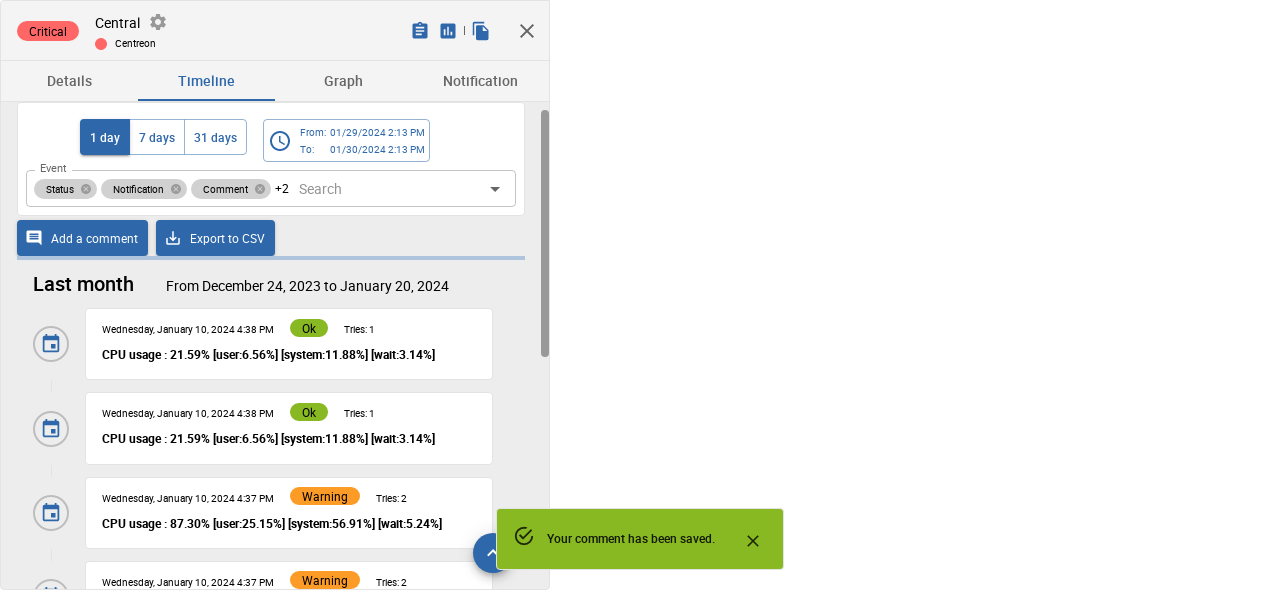 Critical
Central
Centreon
Details Timeline Graph Notification
1 day 7 days 31 days
From: 01/29/2024 2:13 PM
To: 01/30/2024 2:13 PM
Event
Status Notification Comment +2 Search
Add a comment Export to CSV
Last month From December 24, 2023 to January 20, 2024
Wednesday, January 10, 2024 4:38 PM Ok Tries: 1
CPU usage : 21.59% [user:6.56%] [system:11.88%] [wait:3.14%]
Wednesday, January 10, 2024 4:38 PM Ok Tries: 1
CPU usage : 21.59% [user:6.56%] [system:11.88%] [wait:3.14%]
Wednesday, January 10, 2024 4:37 PM Warning Tries: 2
CPU usage : 87.30% [user:25.15%] [system:56.91%] [wait:5.24%]
Your comment has been saved.
Wednesday, January 10, 2024 4:37 PM Warning Tries: 2